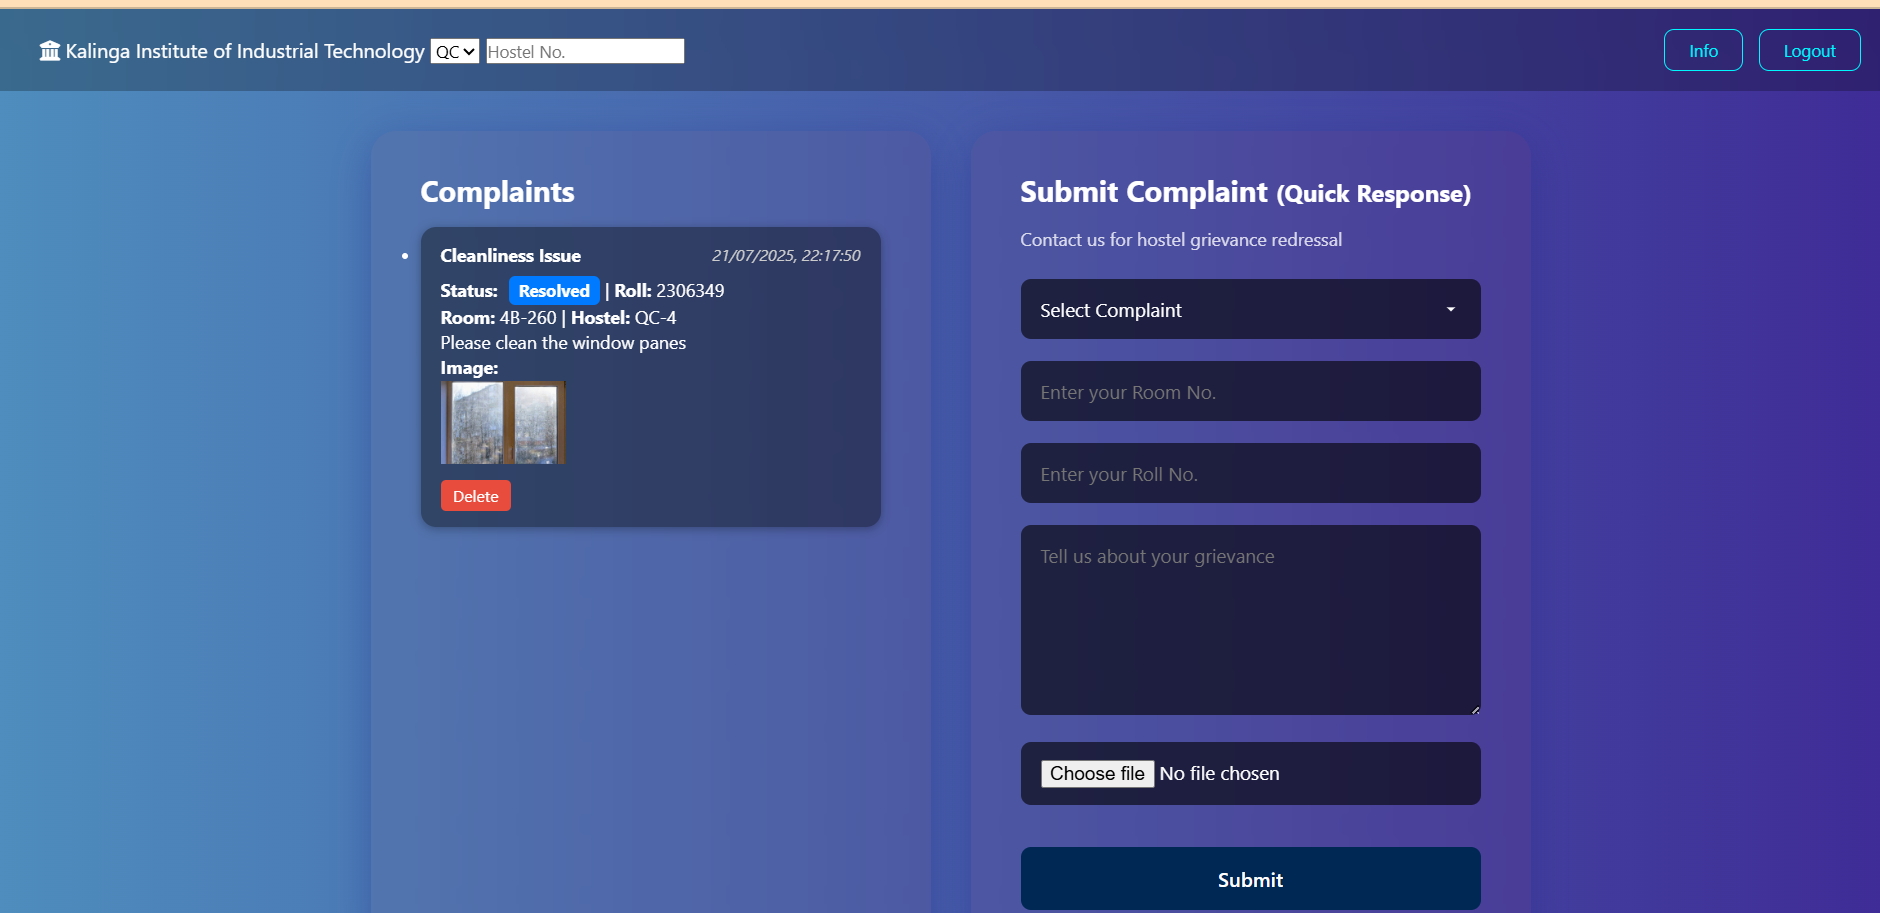 Kalinga Institute of Industrial Technology QC Hostel No. Info Logout
Complaints
Cleanliness Issue 21/07/2025, 22:17:50
Status: Resolved | Roll: 2306349
Room: 4B-260 | Hostel: QC-4
Please clean the window panes
Image:
Delete
Submit Complaint (Quick Response)
Contact us for hostel grievance redressal
Select Complaint
Enter your Room No.
Enter your Roll No.
Tell us about your grievance
Choose file No file chosen
Submit